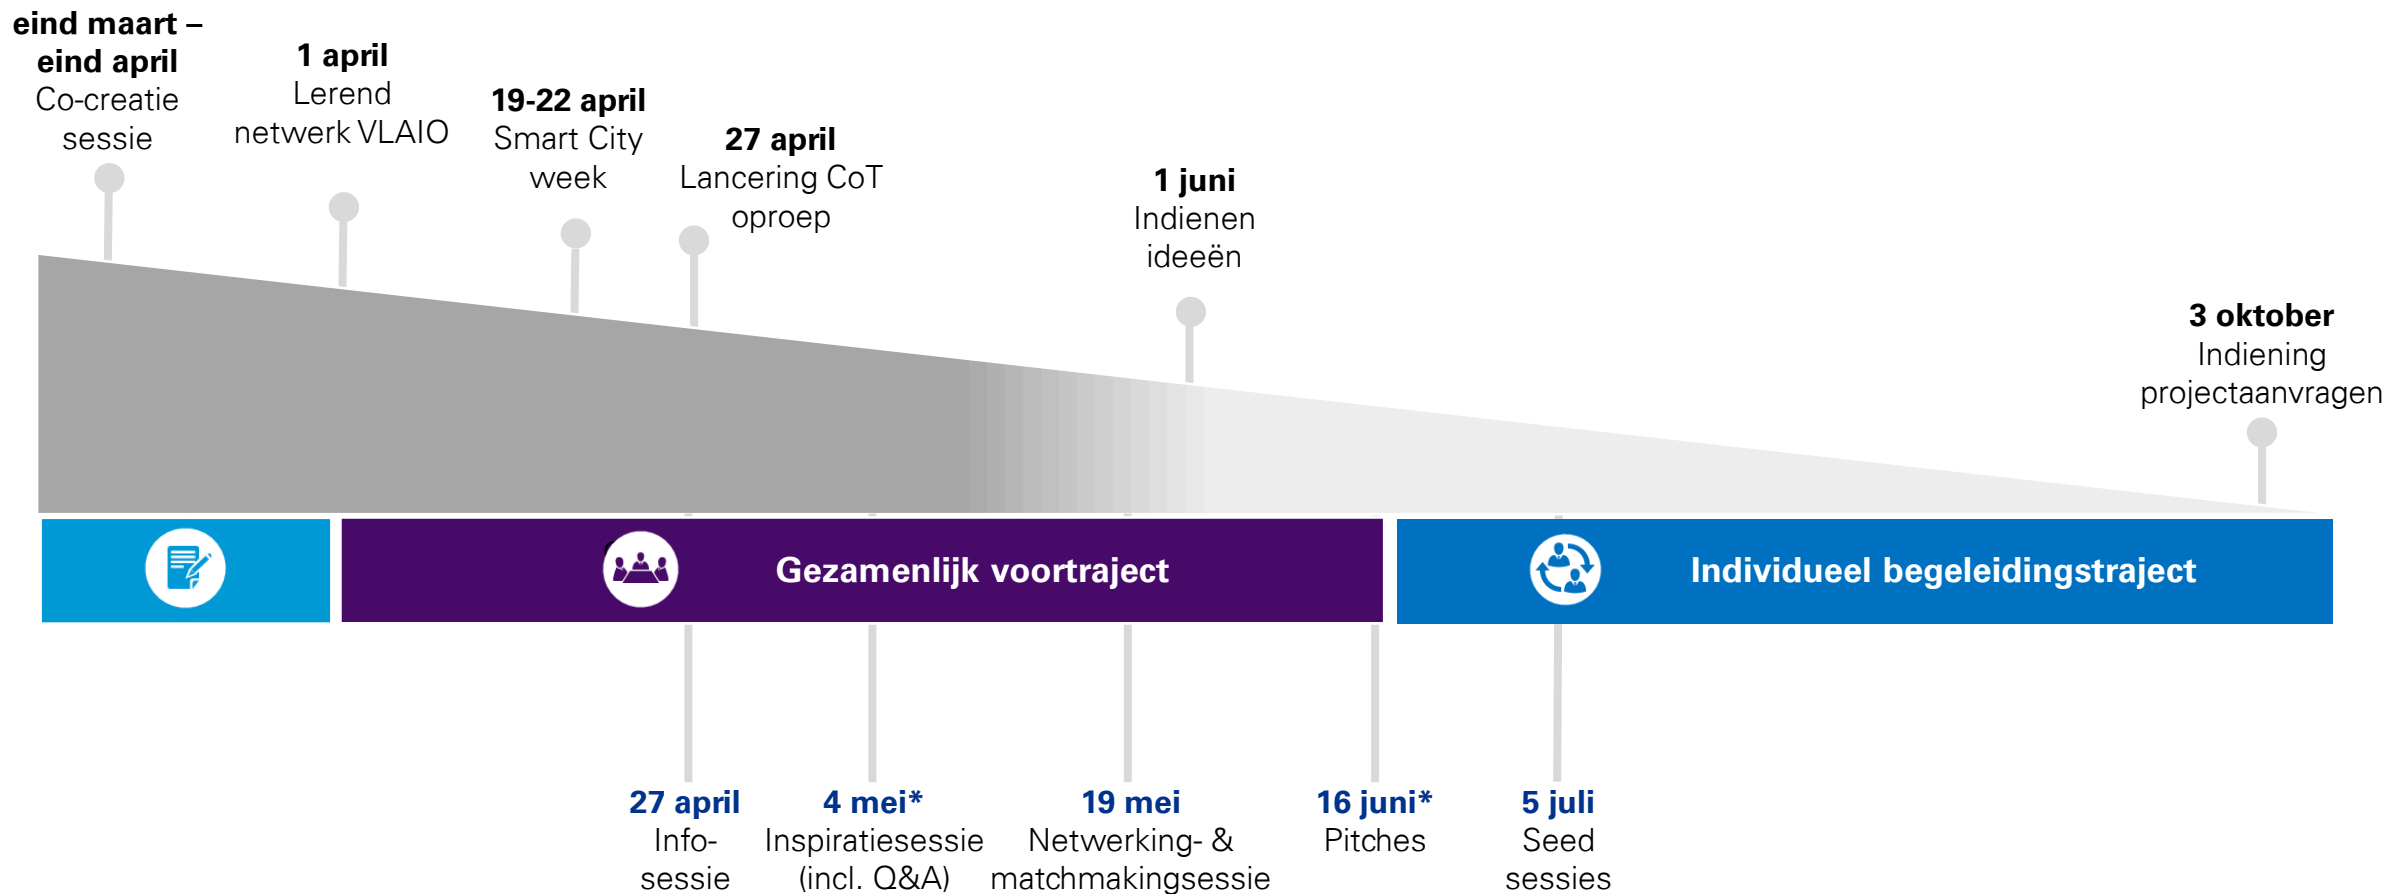 eind maart –
eind april
Co-creatie
sessie
1 april
Lerend
netwerk VLAIO
19-22 april
Smart City
week
27 april
Lancering CoT
oproep
1 juni
Indienen
ideeën
3 oktober
Indiening
projectaanvragen
Gezamenlijk voortraject
Individueel begeleidingstraject
27 april
Info-
sessie
4 mei*
Inspiratiesessie
(incl. Q&A)
19 mei
Netwerking- &
matchmakingsessie
16 juni*
Pitches
5 juli
Seed
sessies